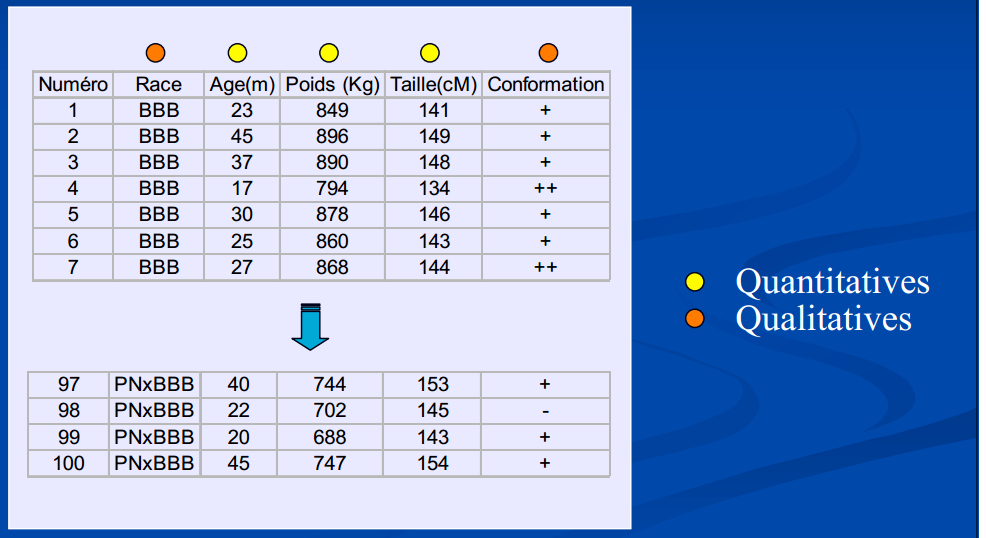 Numéro Race Age(m) Poids (Kg) Taille(cM) Conformation
1 BBB 23 849 141 +
2 BBB 45 896 149 +
3 BBB 37 890 148 +
4 BBB 17 794 134 ++
5 BBB 30 878 146 +
6 BBB 25 860 143 +
7 BBB 27 868 144 ++
97 PNxBBB 40 744 153 +
98 PNxBBB 22 702 145 -
99 PNxBBB 20 688 143 +
100 PNxBBB 45 747 154 +
Quantitatives
Qualitatives